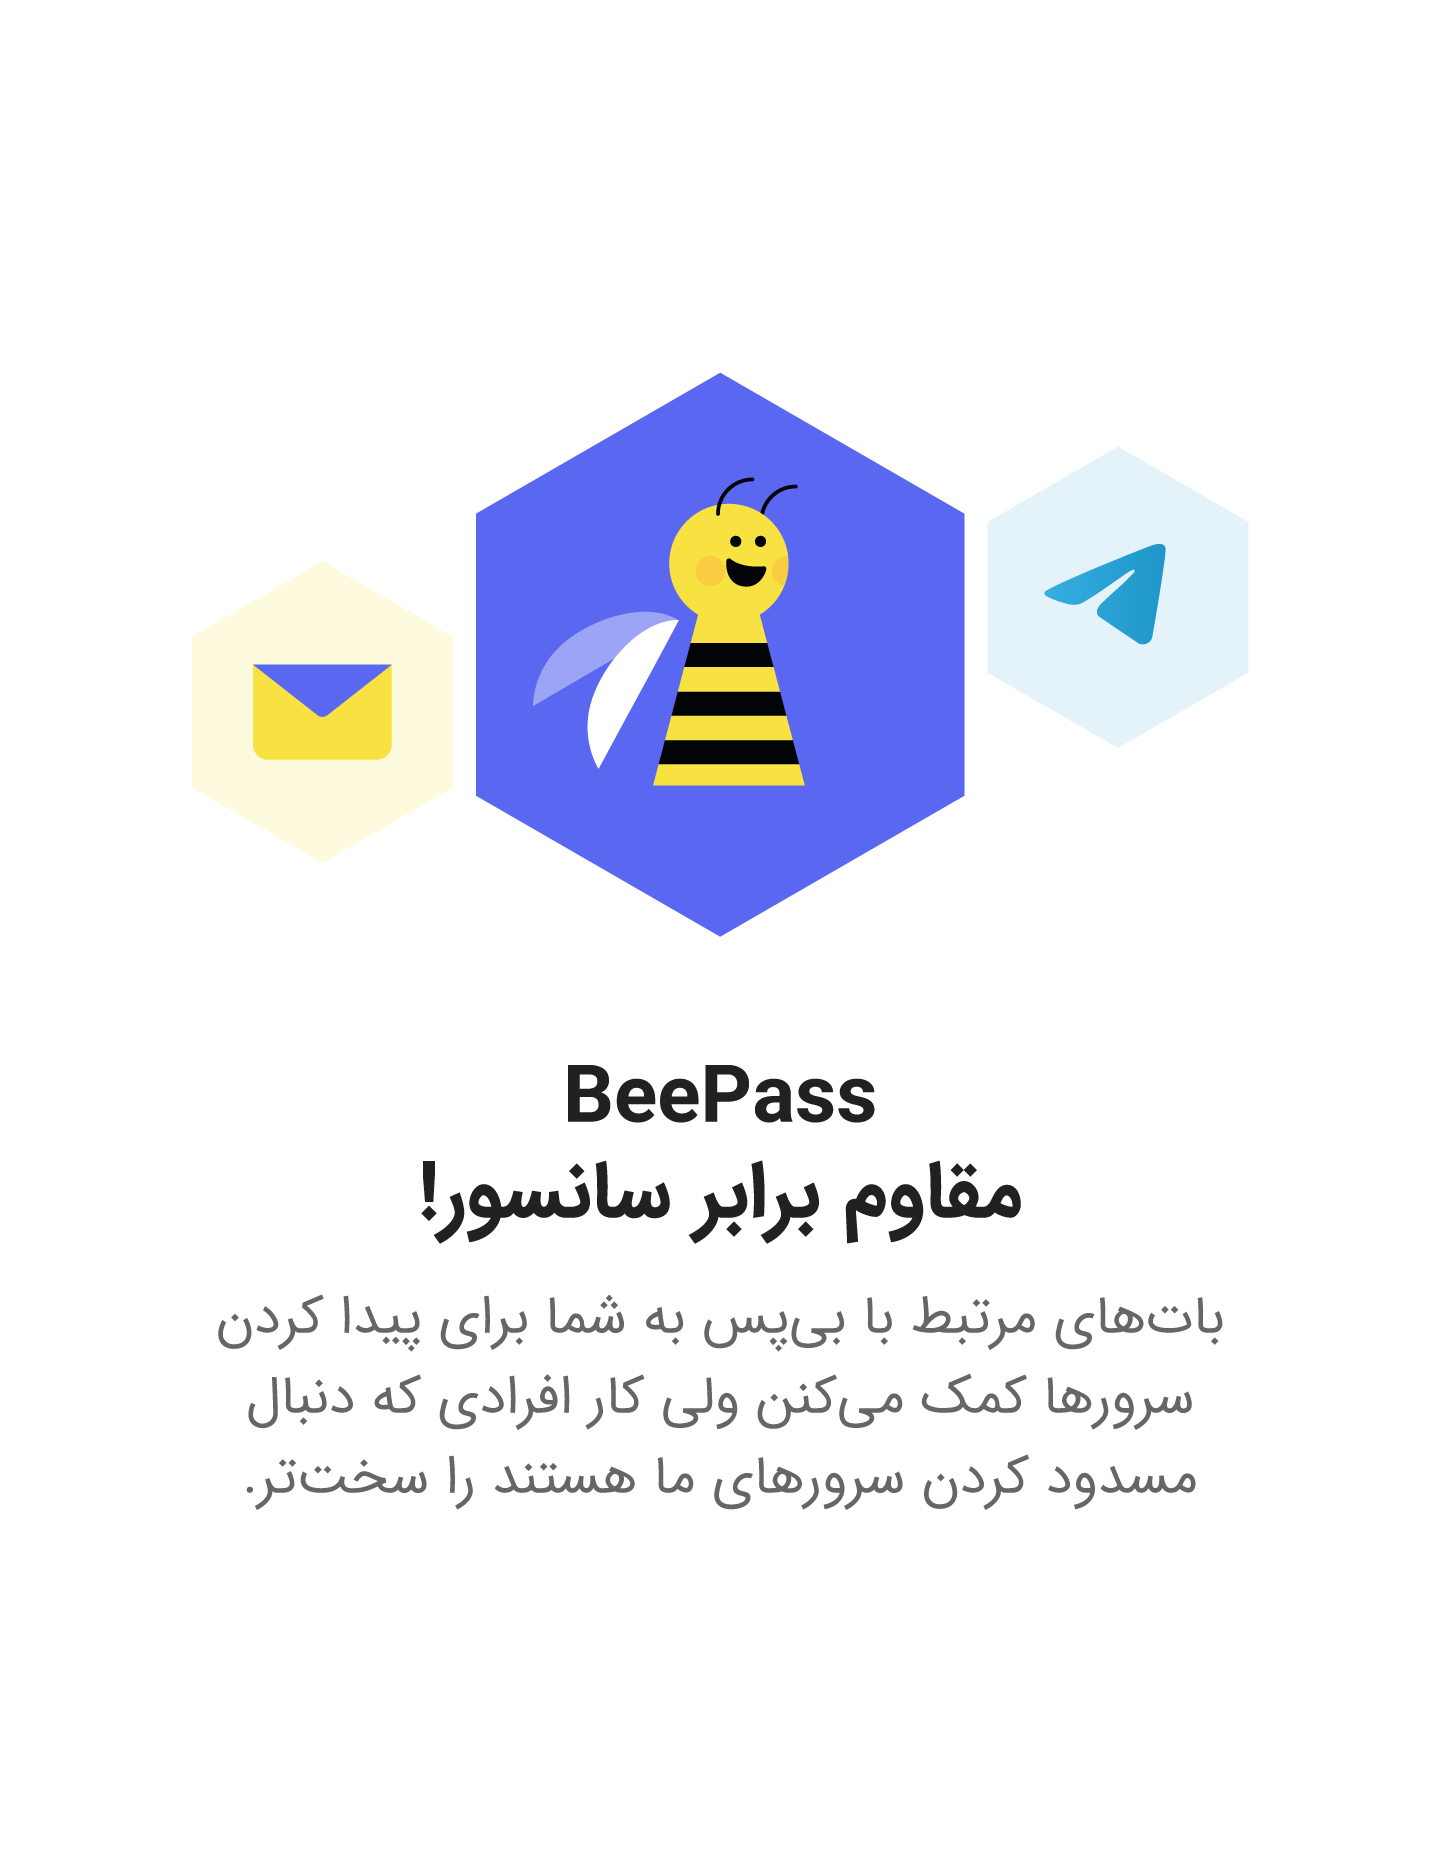 BeePass
مقاوم برابر سانسور!
بات‌های مرتبط با بی‌پس به شما برای پیدا کردن
سرورها کمک می‌کنن ولی کار افرادی که دنبال
مسدود کردن سرورهای ما هستند را سخت‌تر.